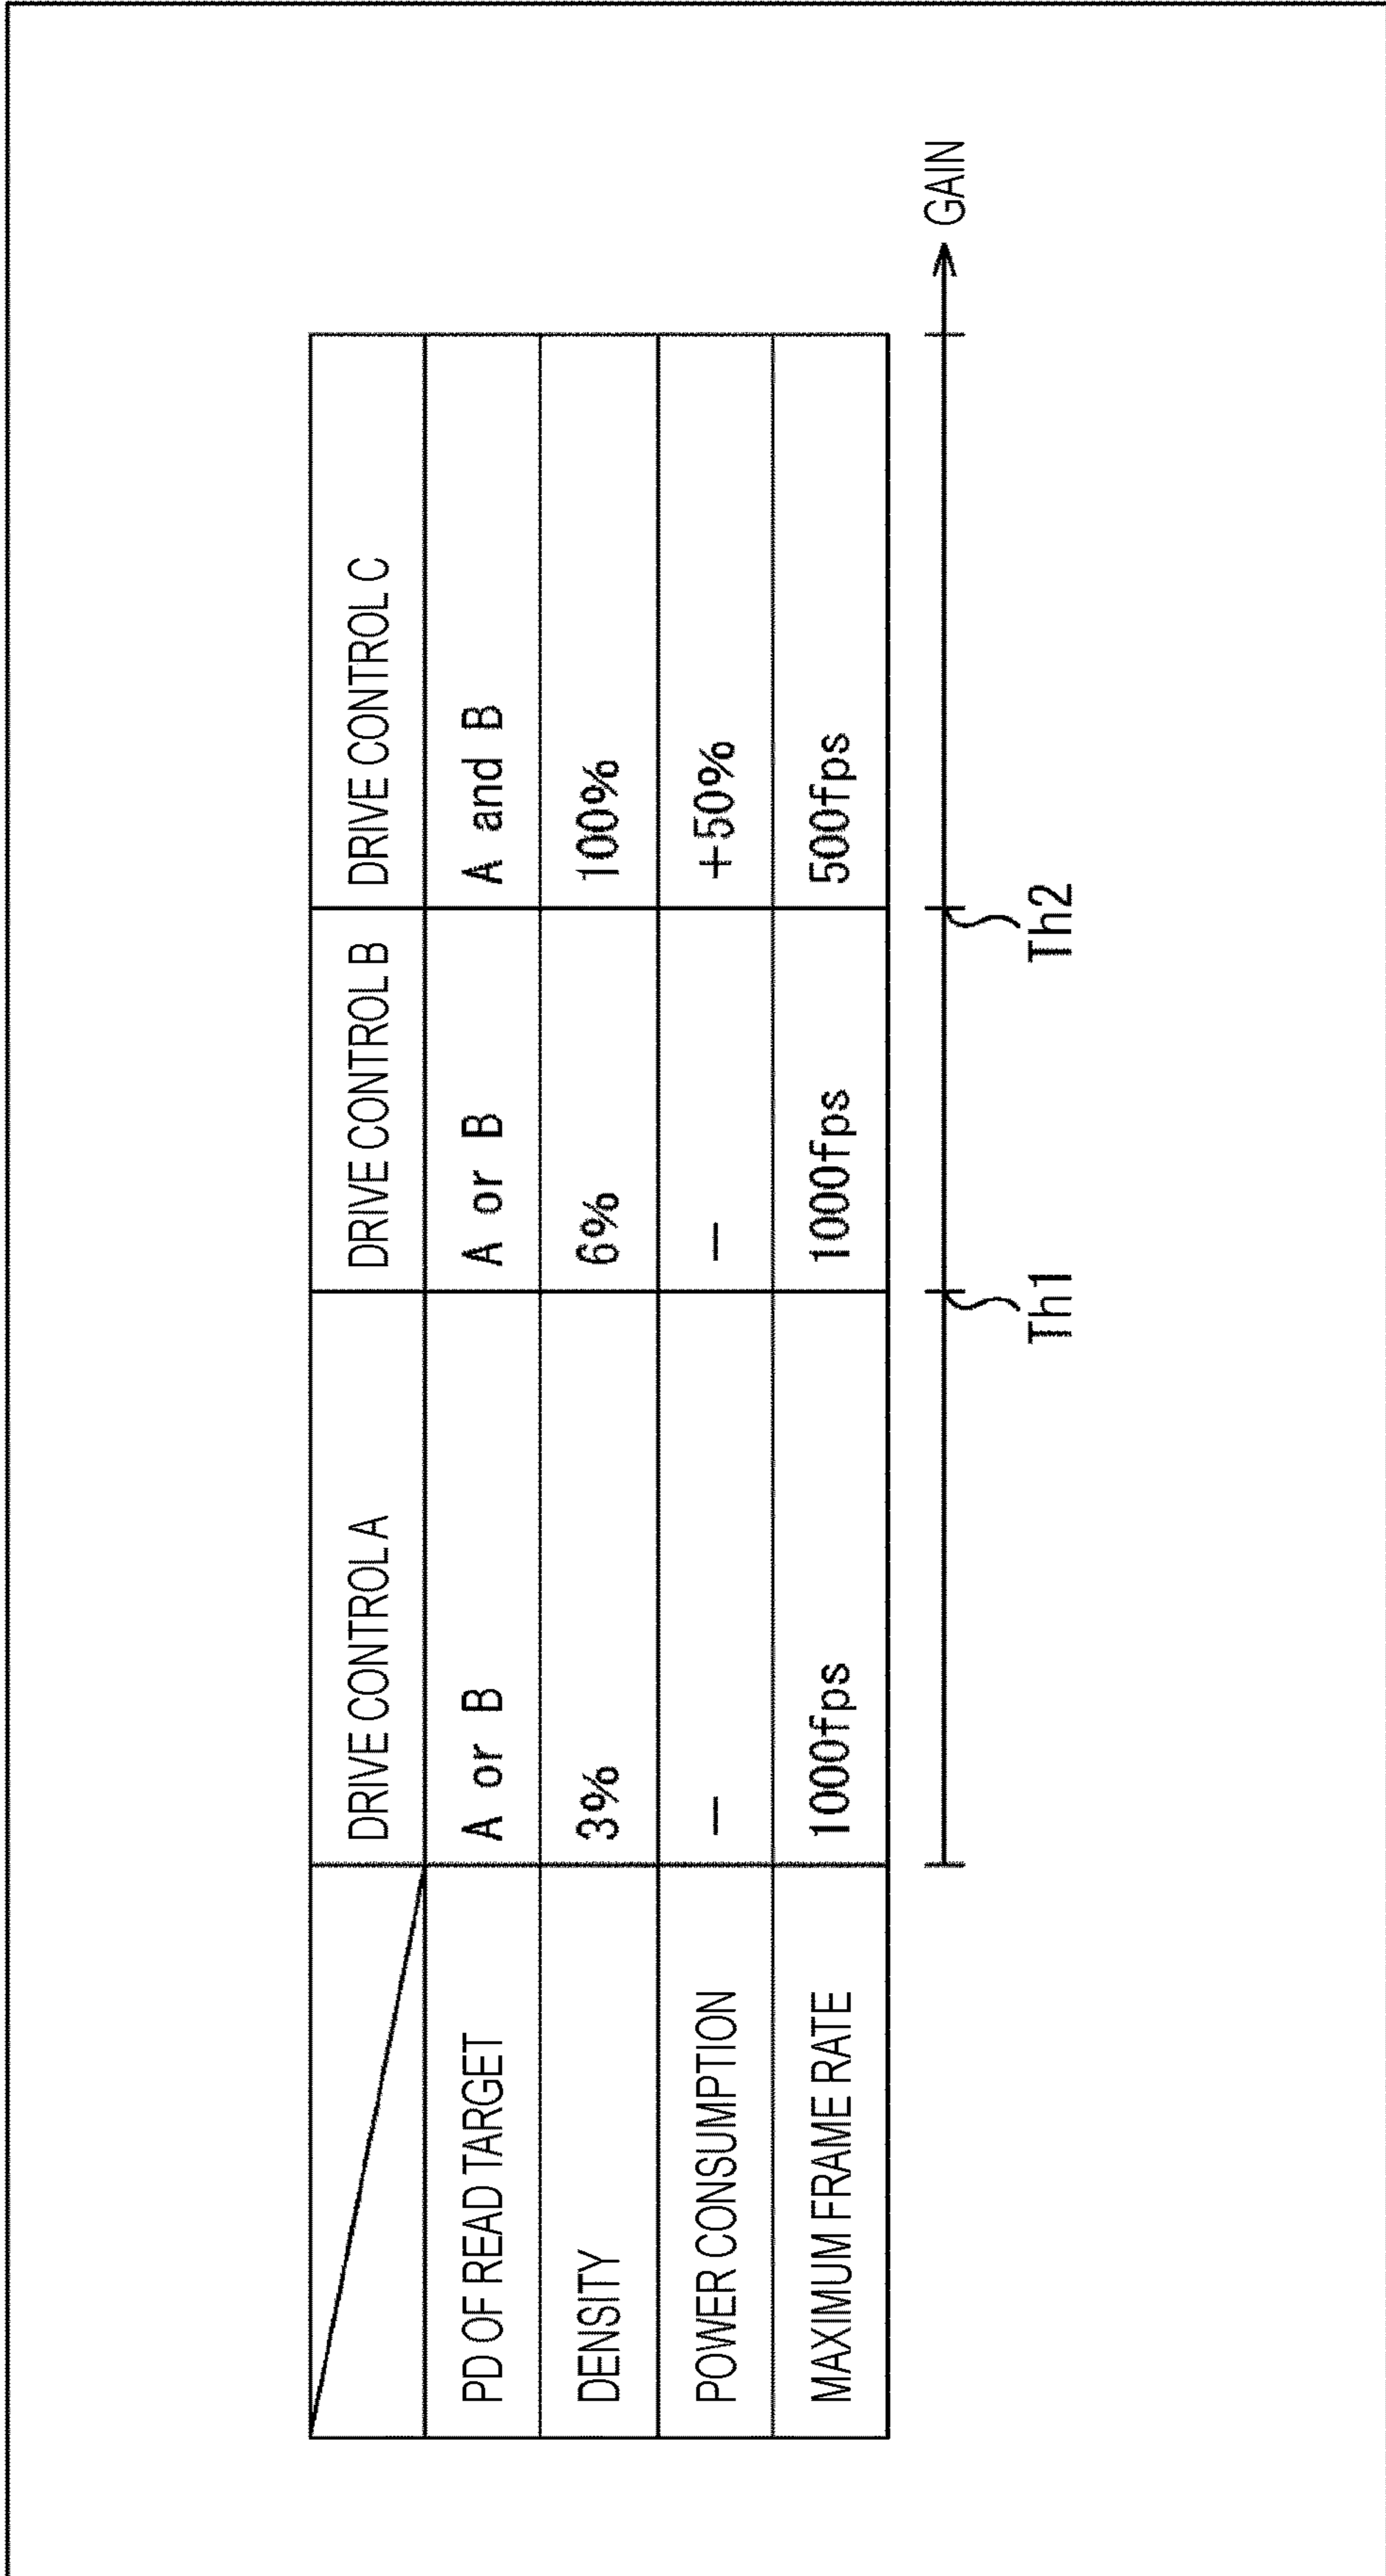 DRIVE CONTROL A DRIVE CONTROL B DRIVE CONTROL C
PD OF READ TARGET A or B A or B A and B
DENSITY 3% 6% 100%
POWER CONSUMPTION — — +50%
MAXIMUM FRAME RATE 1000fps 1000fps 500fps
GAIN
Th1 Th2